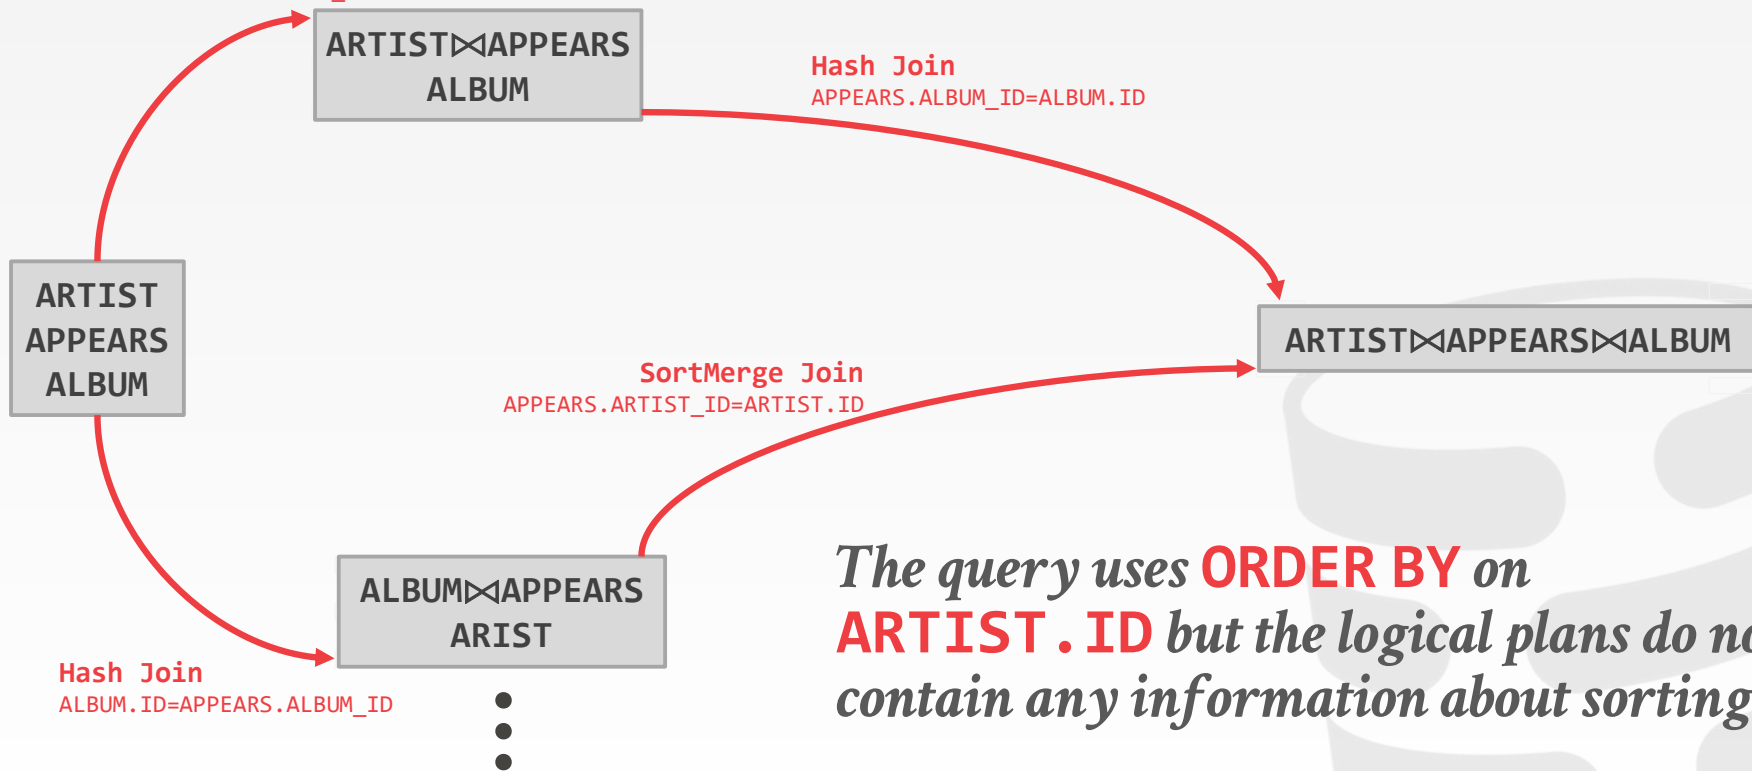 ARTIST⋈APPEARS
ALBUM
Hash Join
APPEARS.ALBUM_ID=ALBUM.ID
ARTIST
APPEARS
ALBUM
ARTIST⋈APPEARS⋈ALBUM
SortMerge Join
APPEARS.ARTIST_ID=ARTIST.ID
ALBUM⋈APPEARS
ARIST
Hash Join
ALBUM.ID=APPEARS.ALBUM_ID
The query uses ORDER BY on
ARTIST.ID but the logical plans do no
contain any information about sorting